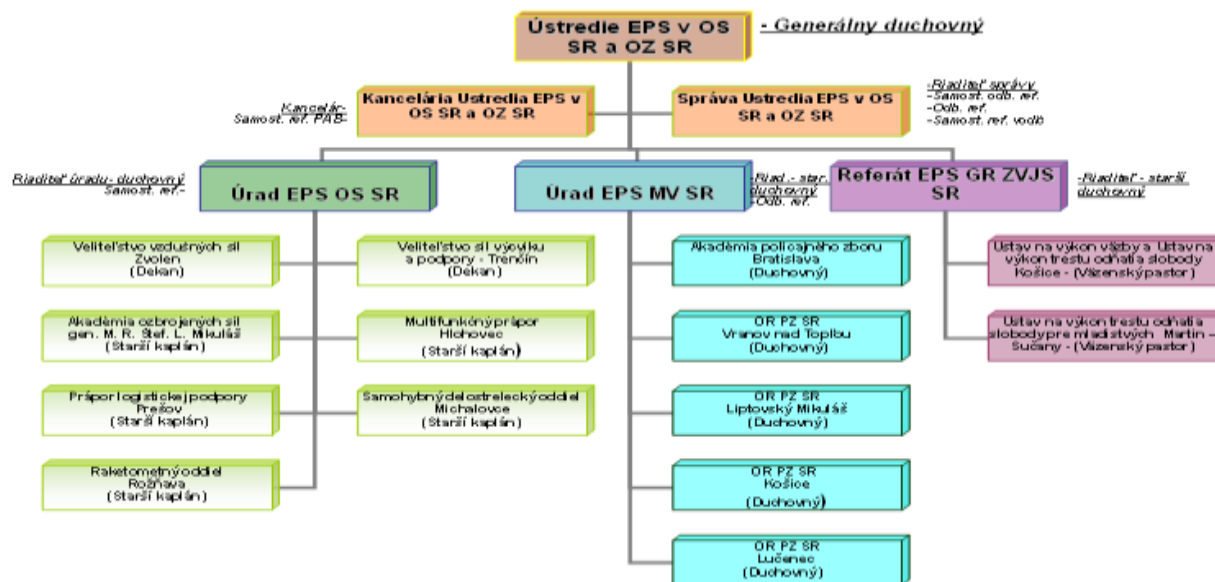 Ústredie EPS v OS
SR a OZ SR
- Generálny duchovný
Kancelár-
Samost. ref. PAB-
Kancelária Ustredia EPS v
OS SR a OZ SR
Správa Ustredia EPS v OS
SR a OZ SR
-Riaditeľ správy
-Samost. odb. ref.
-Odb. ref.
-Samost. ref. vodič
Riaditeľ úradu- duchovný
Samost. ref.-
Úrad EPS OS SR
Úrad EPS MV SR
-Riad.- star.
duchovný
-Odb. ref.
Referát EPS GR ZVJS
SR
-Riaditeľ - starší
duchovný
Veliteľstvo vzdušných síl
Zvolen
(Dekan)
Veliteľstvo síl výcviku
a podpory - Trenčín
(Dekan)
Akadémia policajného zboru
Bratislava
(Duchovný)
Ustav na výkon väzby a Ustav na
výkon trestu odňatia slobody
Košice - (Väzenský pastor)
Akadémia ozbrojených síl
gen. M. R. Štef. L. Mikuláš
(Starší kaplán)
Multifunkčný prápor
Hlohovec
(Starší kaplán)
OR PZ SR
Vranov nad Topľou
(Duchovný)
Ustav na výkon trestu odňatia
slobody pre mladistvých Martin –
Sučany - (Väzenský pastor)
Prápor logistickej podpory
Prešov
(Starší kaplán)
Samohybný delostrelecký oddiel
Michalovce
(Starší kaplán)
OR PZ SR
Liptovský Mikuláš
(Duchovný)
Raketometný oddiel
Rožňava
(Starší kaplán)
OR PZ SR
Košice
(Duchovný)
OR PZ SR
Lučenec
(Duchovný)